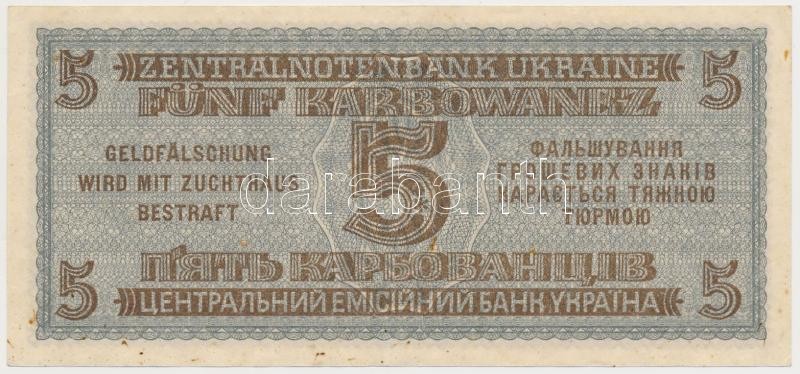 5 ZENTRALNOTENBANK UKRAINE 5
FÜNF KARBOWANEZ
GELDFÄLSCHUNG
WIRD MIT ZUCHTHAUS
BESTRAFT
5
ФАЛЬШУВАННЯ
ГРОШЕВИХ ЗНАКІВ
КАРАЄТЬСЯ ТЯЖКОЮ
ТЮРМОЮ
darabanth
П'ЯТЬ КАРБОВАНЦІВ
5 ЦЕНТРАЛЬНИЙ ЕМІСІЙНИЙ БАНК УКРАЇНА 5